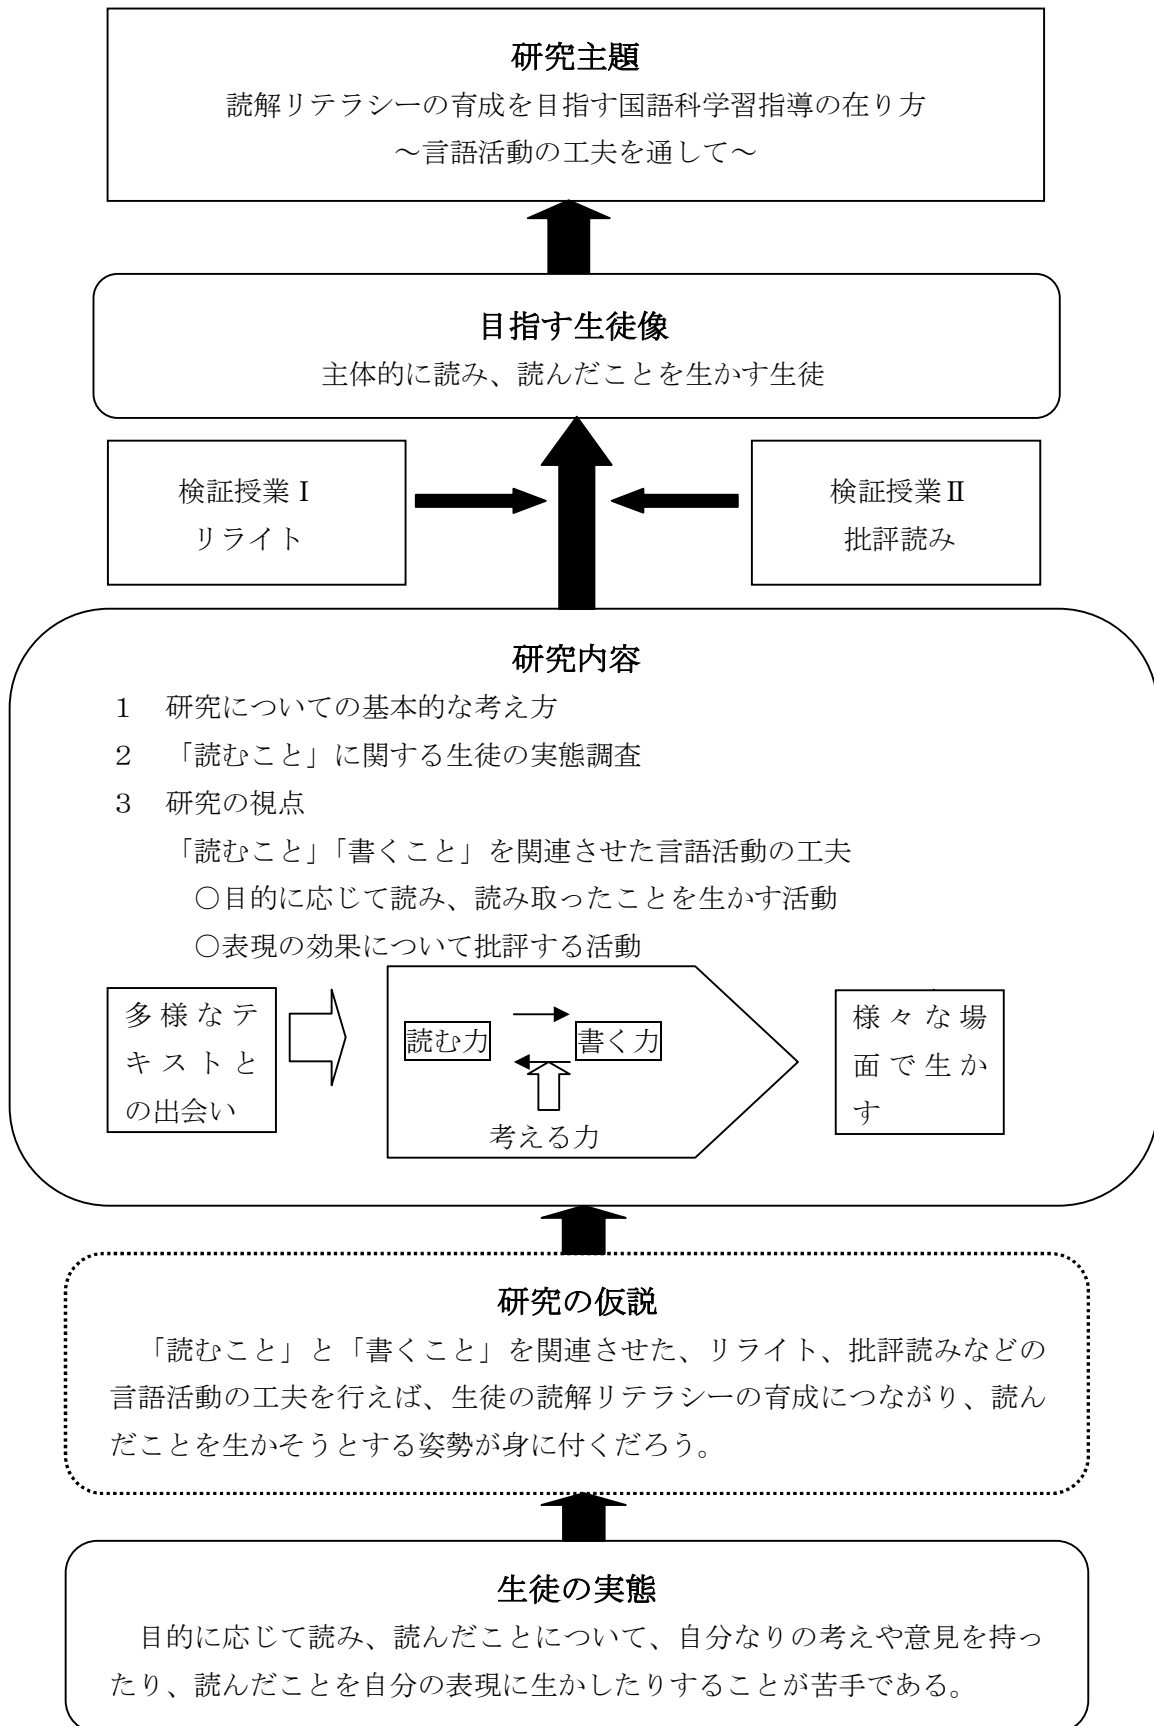 研究主題
読解リテラシーの育成を目指す国語科学習指導の在り方
～言語活動の工夫を通して～
目指す生徒像
主体的に読み、読んだことを生かす生徒
検証授業Ⅰ
リライト
検証授業Ⅱ
批評読み
研究内容
１　研究についての基本的な考え方
２　「読むこと」に関する生徒の実態調査
３　研究の視点
「読むこと」「書くこと」を関連させた言語活動の工夫
○目的に応じて読み、読み取ったことを生かす活動
○表現の効果について批評する活動
多様なテ
キストと
の出会い
読む力
書く力
考える力
様々な場
面で生か
す
研究の仮説
「読むこと」と「書くこと」を関連させた、リライト、批評読みなどの
言語活動の工夫を行えば、生徒の読解リテラシーの育成につながり、読ん
だことを生かそうとする姿勢が身に付くだろう。
生徒の実態
目的に応じて読み、読んだことについて、自分なりの考えや意見を持っ
たり、読んだことを自分の表現に生かしたりすることが苦手である。